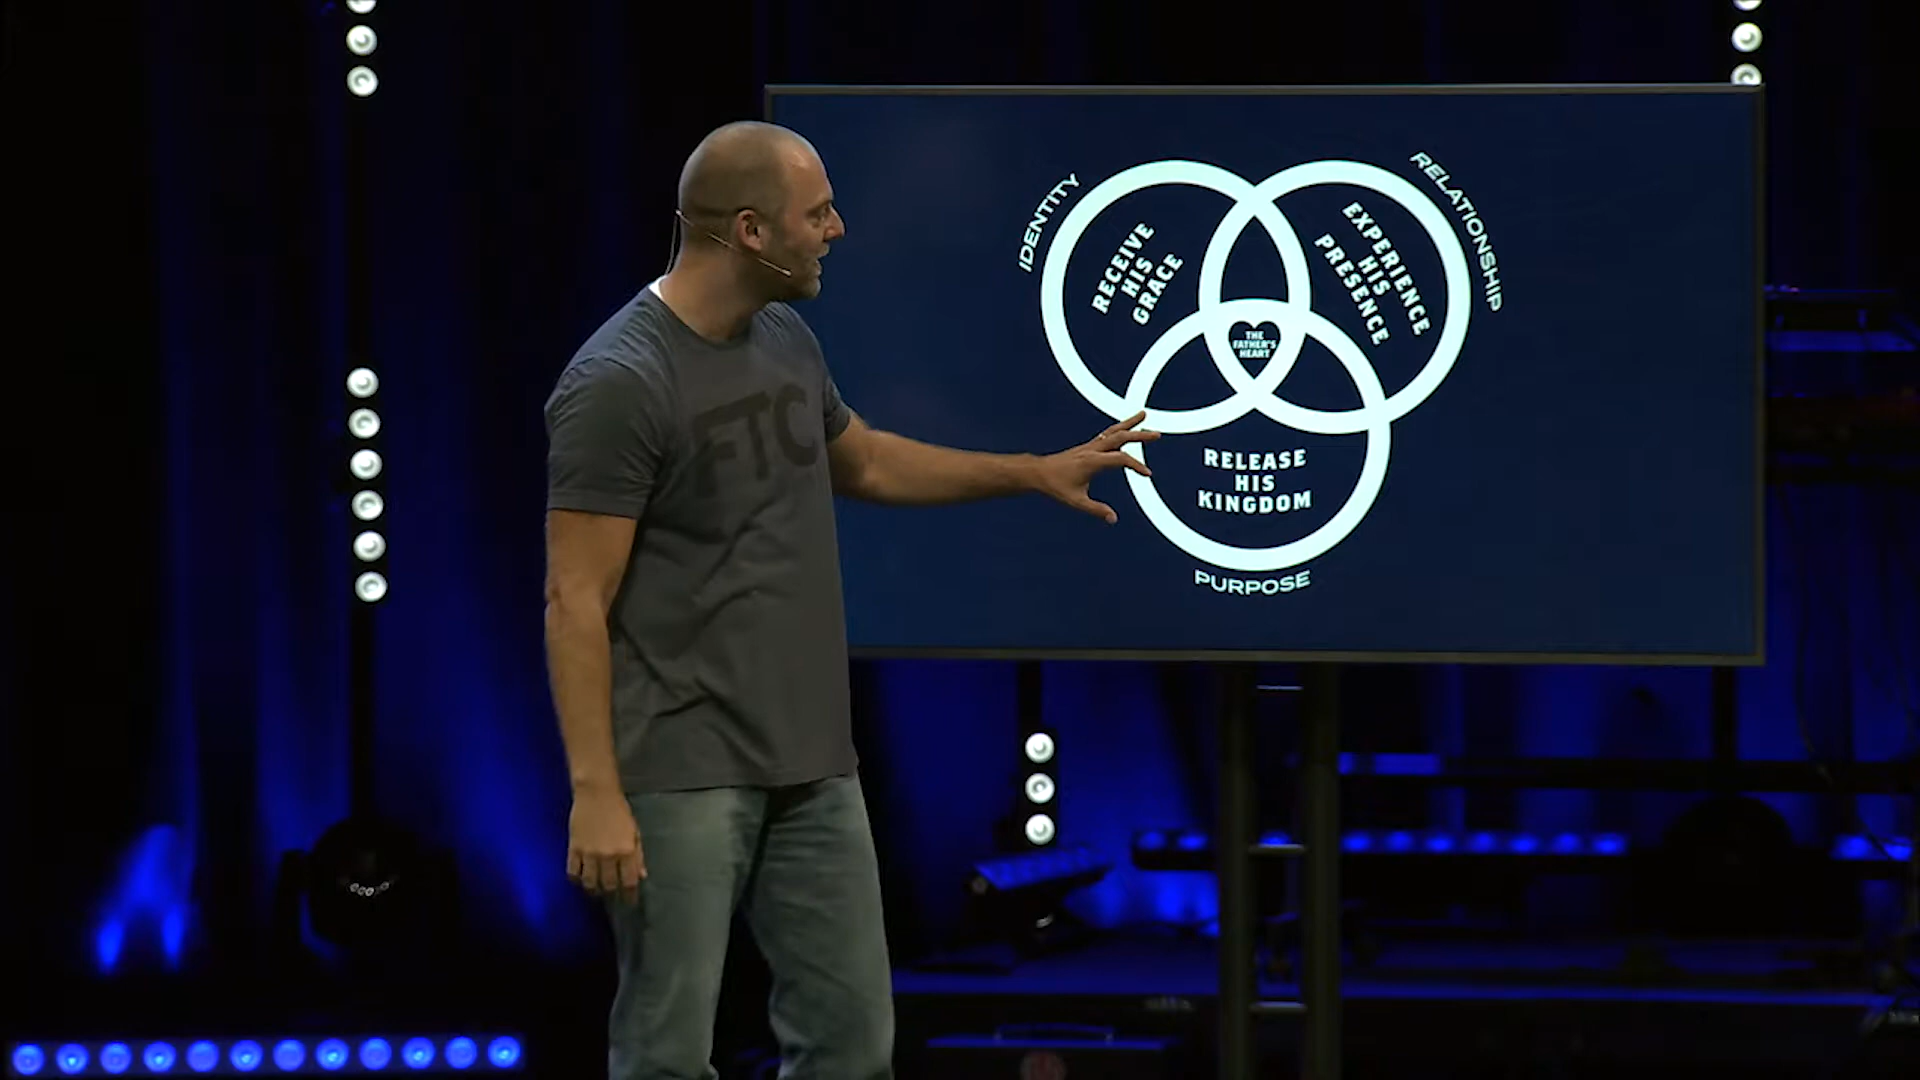 FTC
IDENTITY
RECEIVE
HIS
GRACE
RELATIONSHIP
EXPERIENCE
HIS
PRESENCE
THE
FATHER'S
HEART
RELEASE
HIS
KINGDOM
PURPOSE